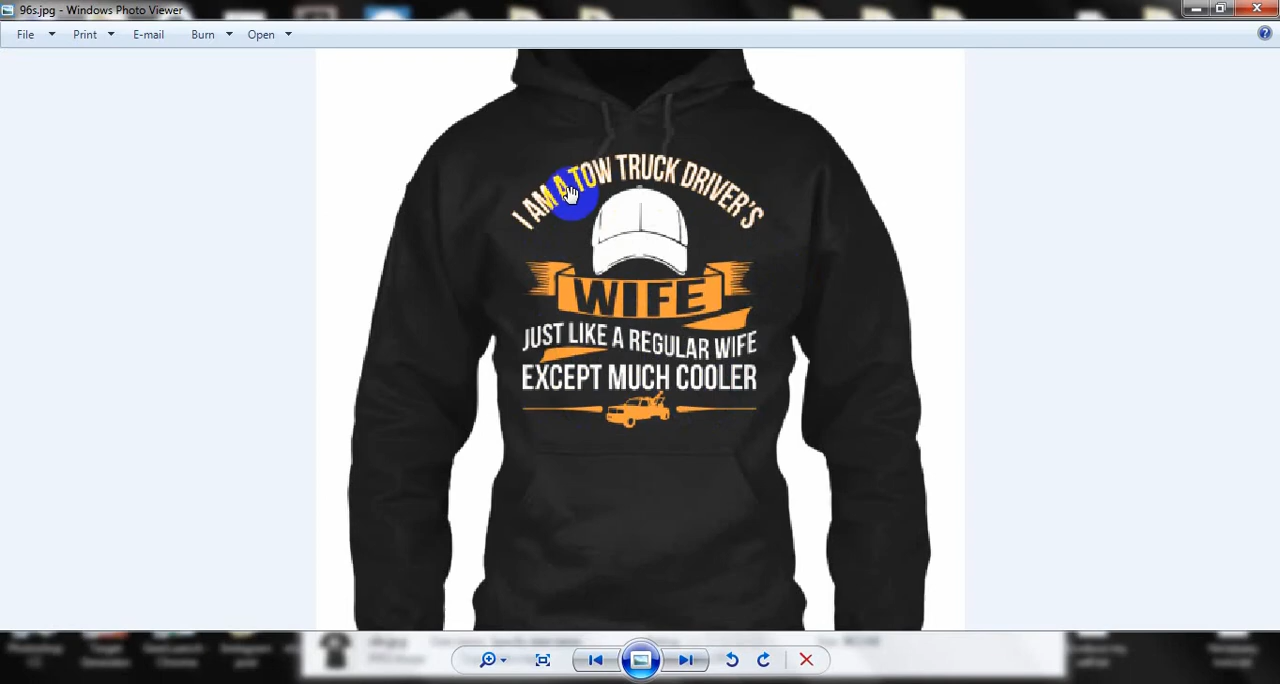 96s.jpg - Windows Photo Viewer
File Print E-mail Burn Open
I AM A TOW TRUCK DRIVER'S
WIFE
JUST LIKE A REGULAR WIFE
EXCEPT MUCH COOLER